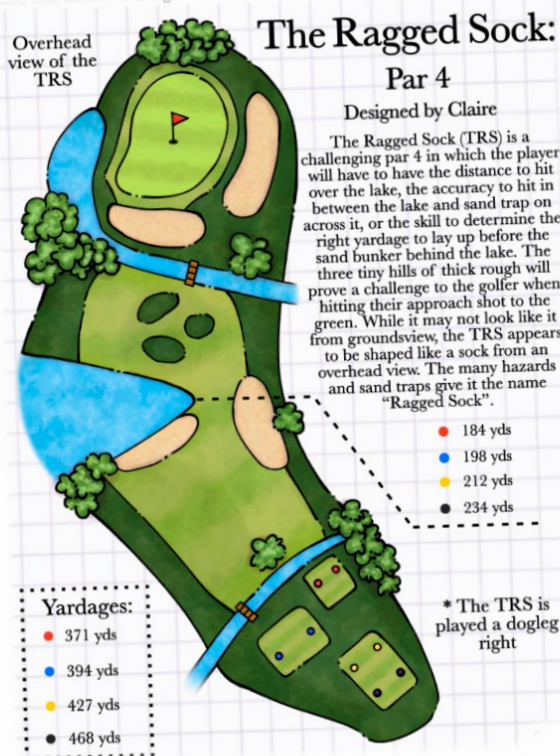 Overhead
view of the
TRS
The Ragged Sock:
Par 4
Designed by Claire
The Ragged Sock (TRS) is a
challenging par 4 in which the player
will have to have the distance to hit
over the lake, the accuracy to hit in
between the lake and sand trap on
across it, or the skill to determine the
right yardage to lay up before the
sand bunker behind the lake. The
three tiny hills of thick rough will
prove a challenge to the golfer when
hitting their approach shot to the
green. While it may not look like it
from groundsview, the TRS appears
to be shaped like a sock from an
overhead view. The many hazards
and sand traps give it the name
“Ragged Sock”.
184 yds
198 yds
212 yds
234 yds
* The TRS is
played a dogleg
right
Yardages:
371 yds
394 yds
427 yds
468 yds